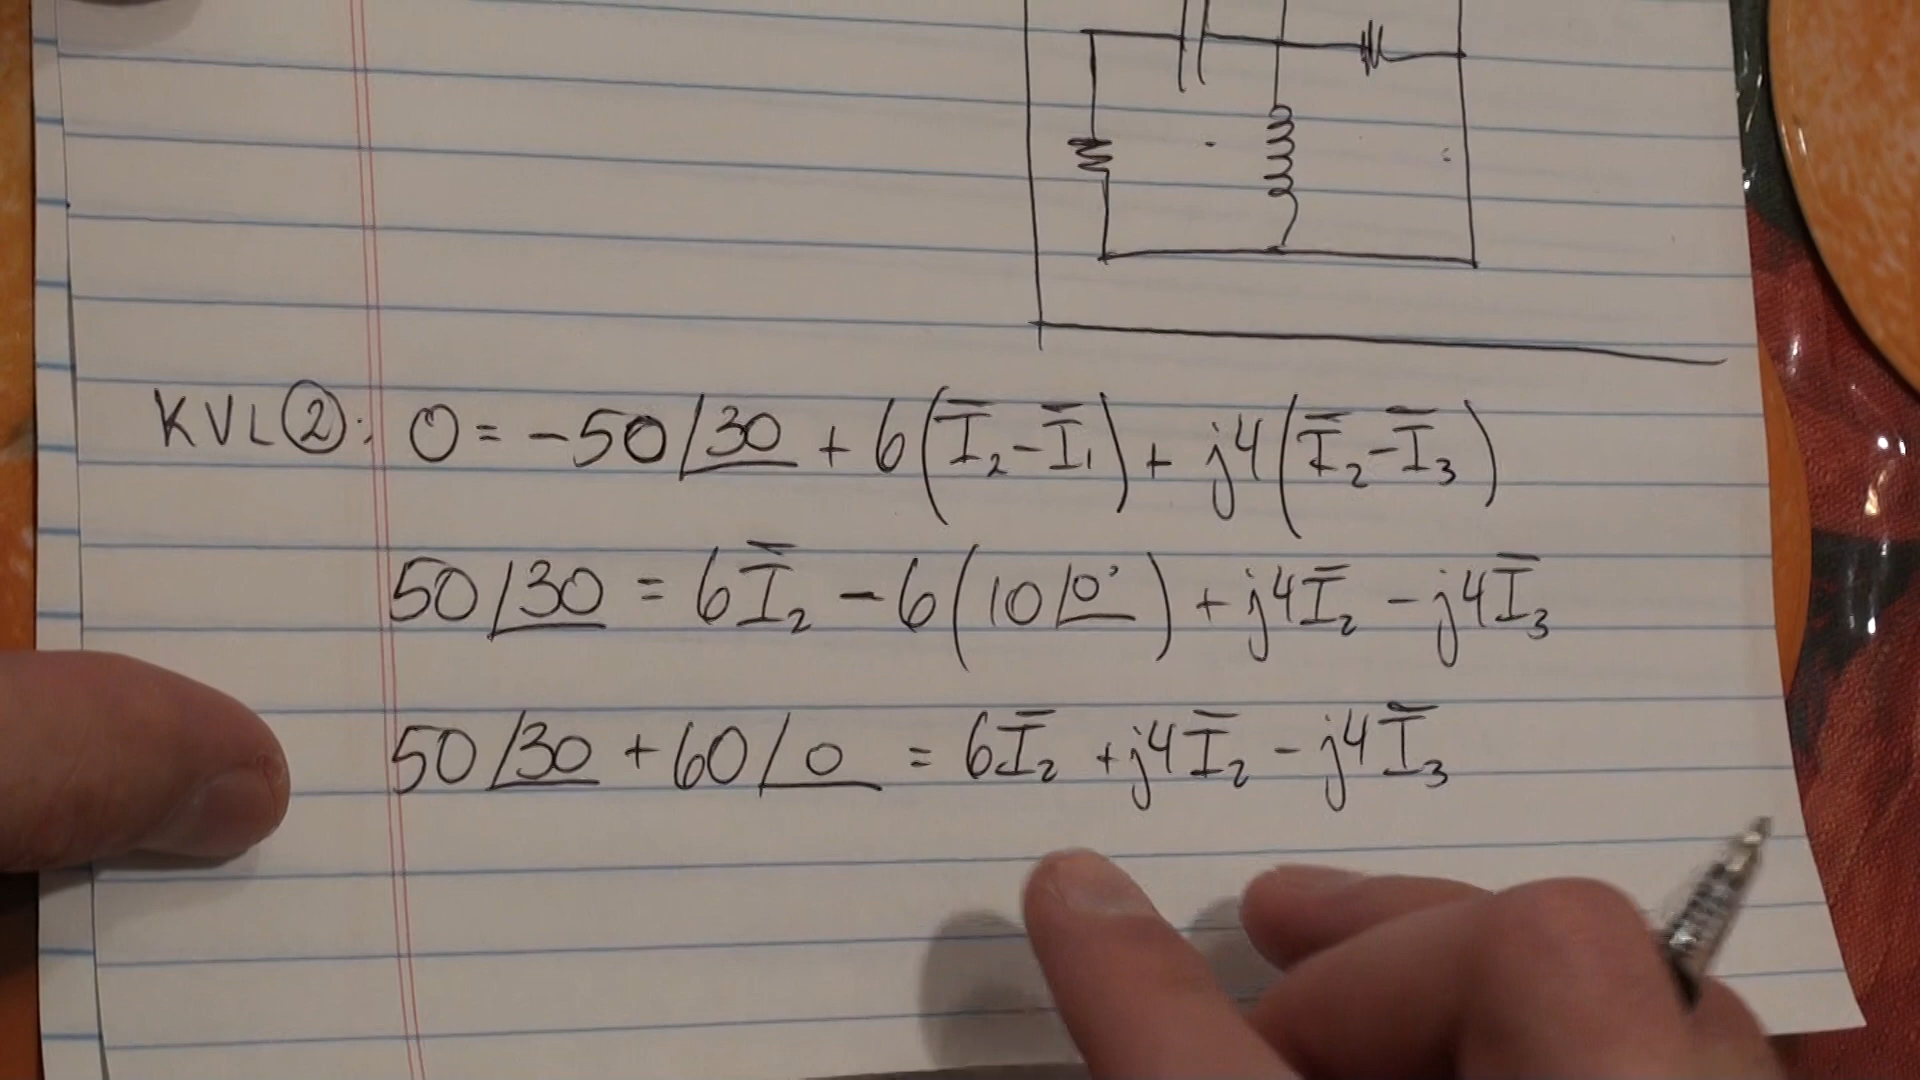 KVL②: 0 = -50∠30 + 6(Ī₂-Ī₁) + j4(Ī₂-Ī₃)
50∠30 = 6Ī₂ - 6(10∠0°) + j4Ī₂ - j4Ī₃
50∠30 + 60∠0 = 6Ī₂ + j4Ī₂ - j4Ī₃